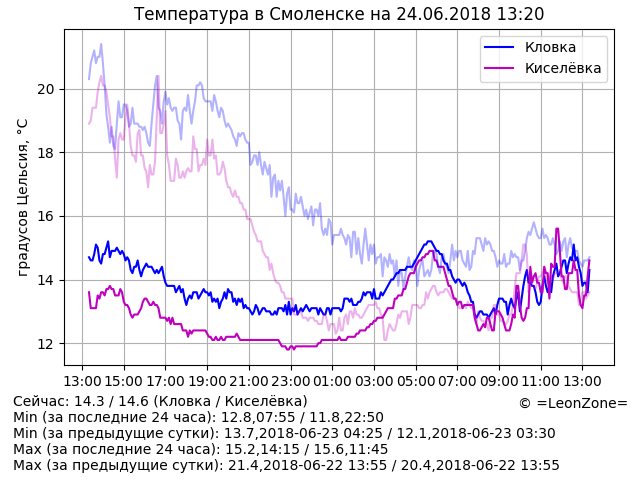 Температура в Смоленске на 24.06.2018 13:20
Кловка
Киселёвка
градусов Цельсия, °C
20
18
16
14
12
13:00 15:00 17:00 19:00 21:00 23:00 01:00 03:00 05:00 07:00 09:00 11:00 13:00
Сейчас: 14.3 / 14.6 (Кловка / Киселёвка)
© =LeonZone=
Min (за последние 24 часа): 12.8,07:55 / 11.8,22:50
Min (за предыдущие сутки): 13.7,2018-06-23 04:25 / 12.1,2018-06-23 03:30
Max (за последние 24 часа): 15.2,14:15 / 15.6,11:45
Max (за предыдущие сутки): 21.4,2018-06-22 13:55 / 20.4,2018-06-22 13:55